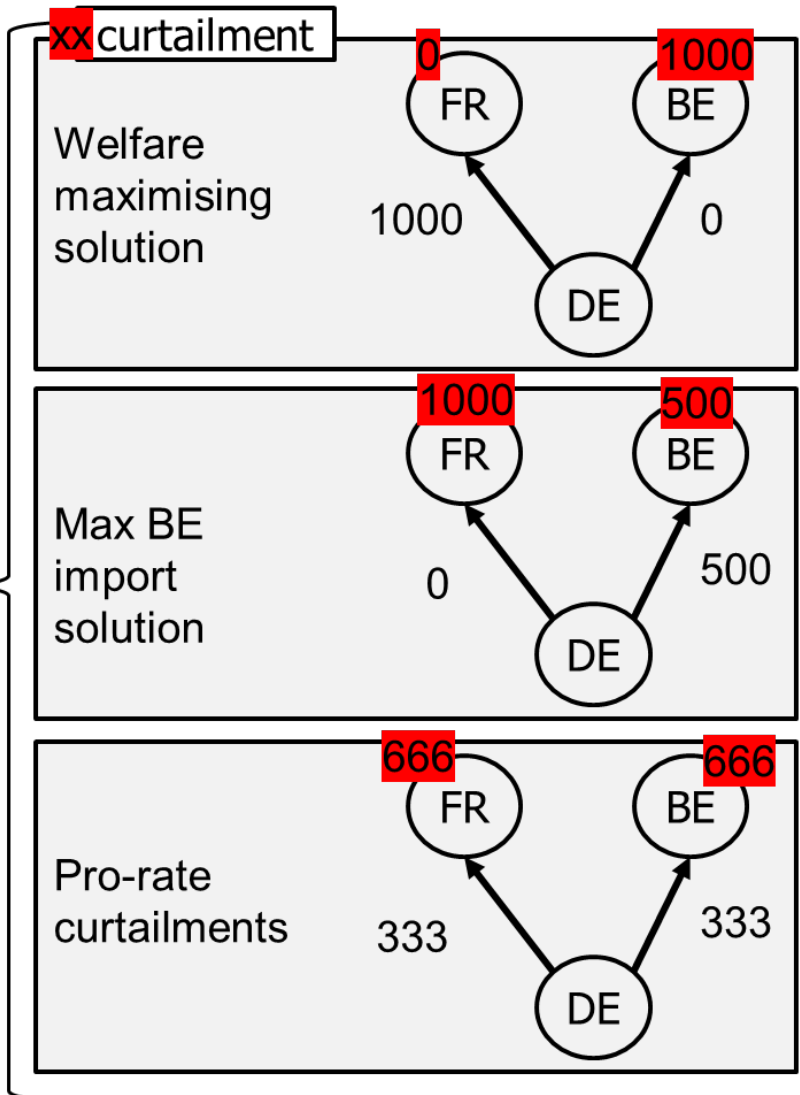 xx curtailment
0 1000
FR BE
Welfare
maximising
solution
1000 0
DE
1000 500
FR BE
Max BE
import
solution
0 500
DE
666 666
FR BE
Pro-rate
curtailments
333 333
DE